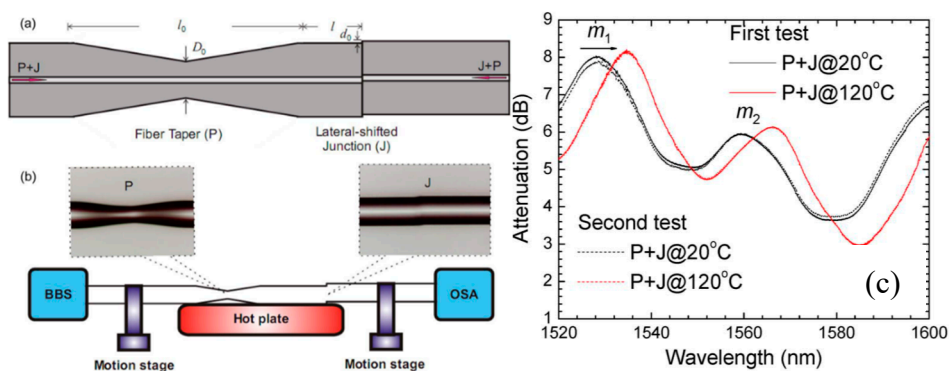 (a)
l₀
l
d₀
D₀
P+J
J+P
Fiber Taper (P)
Lateral-shifted
Junction (J)
(b)
P
J
BBS
Hot plate
OSA
Motion stage
Motion stage
m₁
First test
P+J@20°C
P+J@120°C
m₂
Second test
P+J@20°C
P+J@120°C
(c)
Attenuation (dB)
9
8
7
6
5
4
3
2
1
1520
1540
1560
1580
1600
Wavelength (nm)